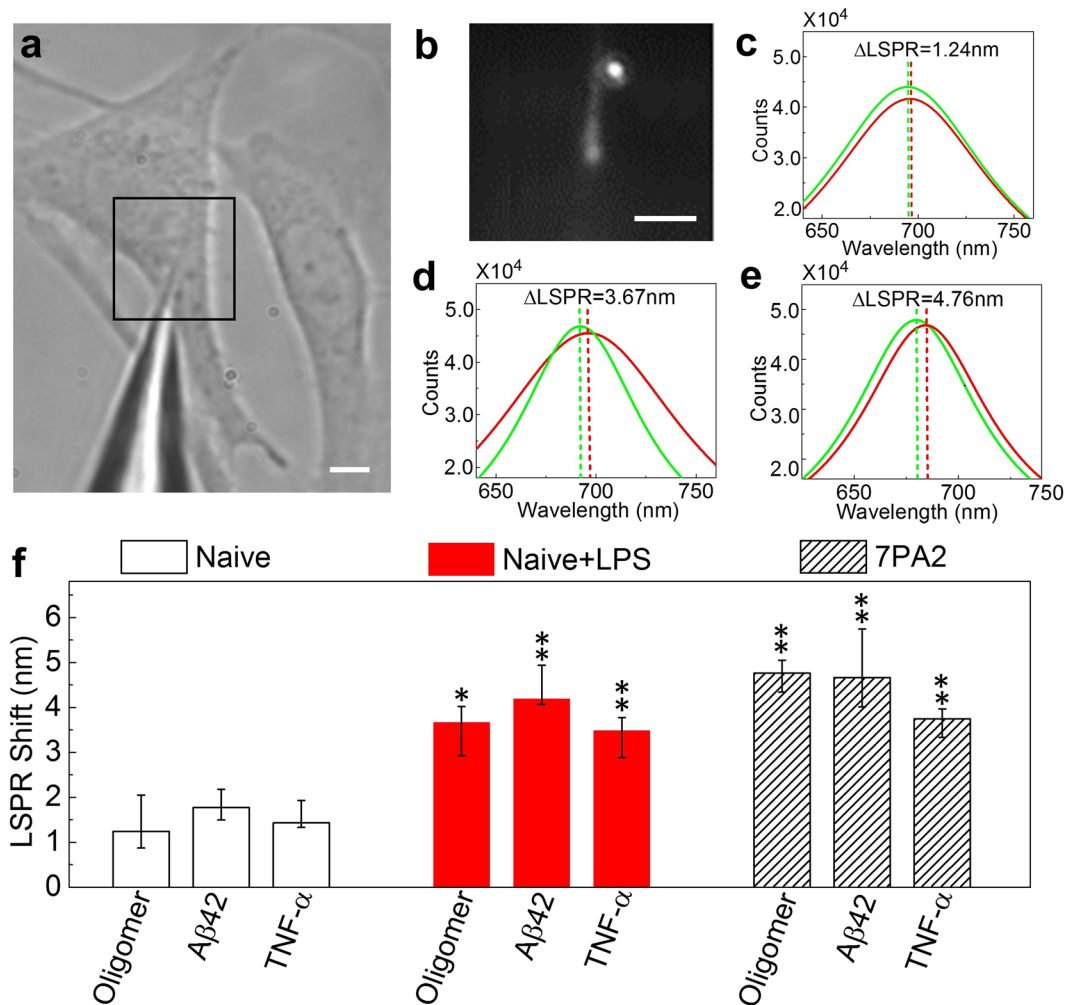 a
b
c
X10⁴
ΔLSPR=1.24nm
5.0
4.0
3.0
2.0
Counts
650
700
750
Wavelength (nm)
d
X10⁴
ΔLSPR=3.67nm
5.0
4.0
3.0
2.0
Counts
650
700
750
Wavelength (nm)
e
X10⁴
ΔLSPR=4.76nm
5.0
4.0
3.0
2.0
Counts
650
700
750
Wavelength (nm)
f
Naive
Naive+LPS
7PA2
LSPR Shift (nm)
6
5
4
3
2
1
0
*
**
**
**
**
**
Oligomer
Aβ42
TNF-α
Oligomer
Aβ42
TNF-α
Oligomer
Aβ42
TNF-α